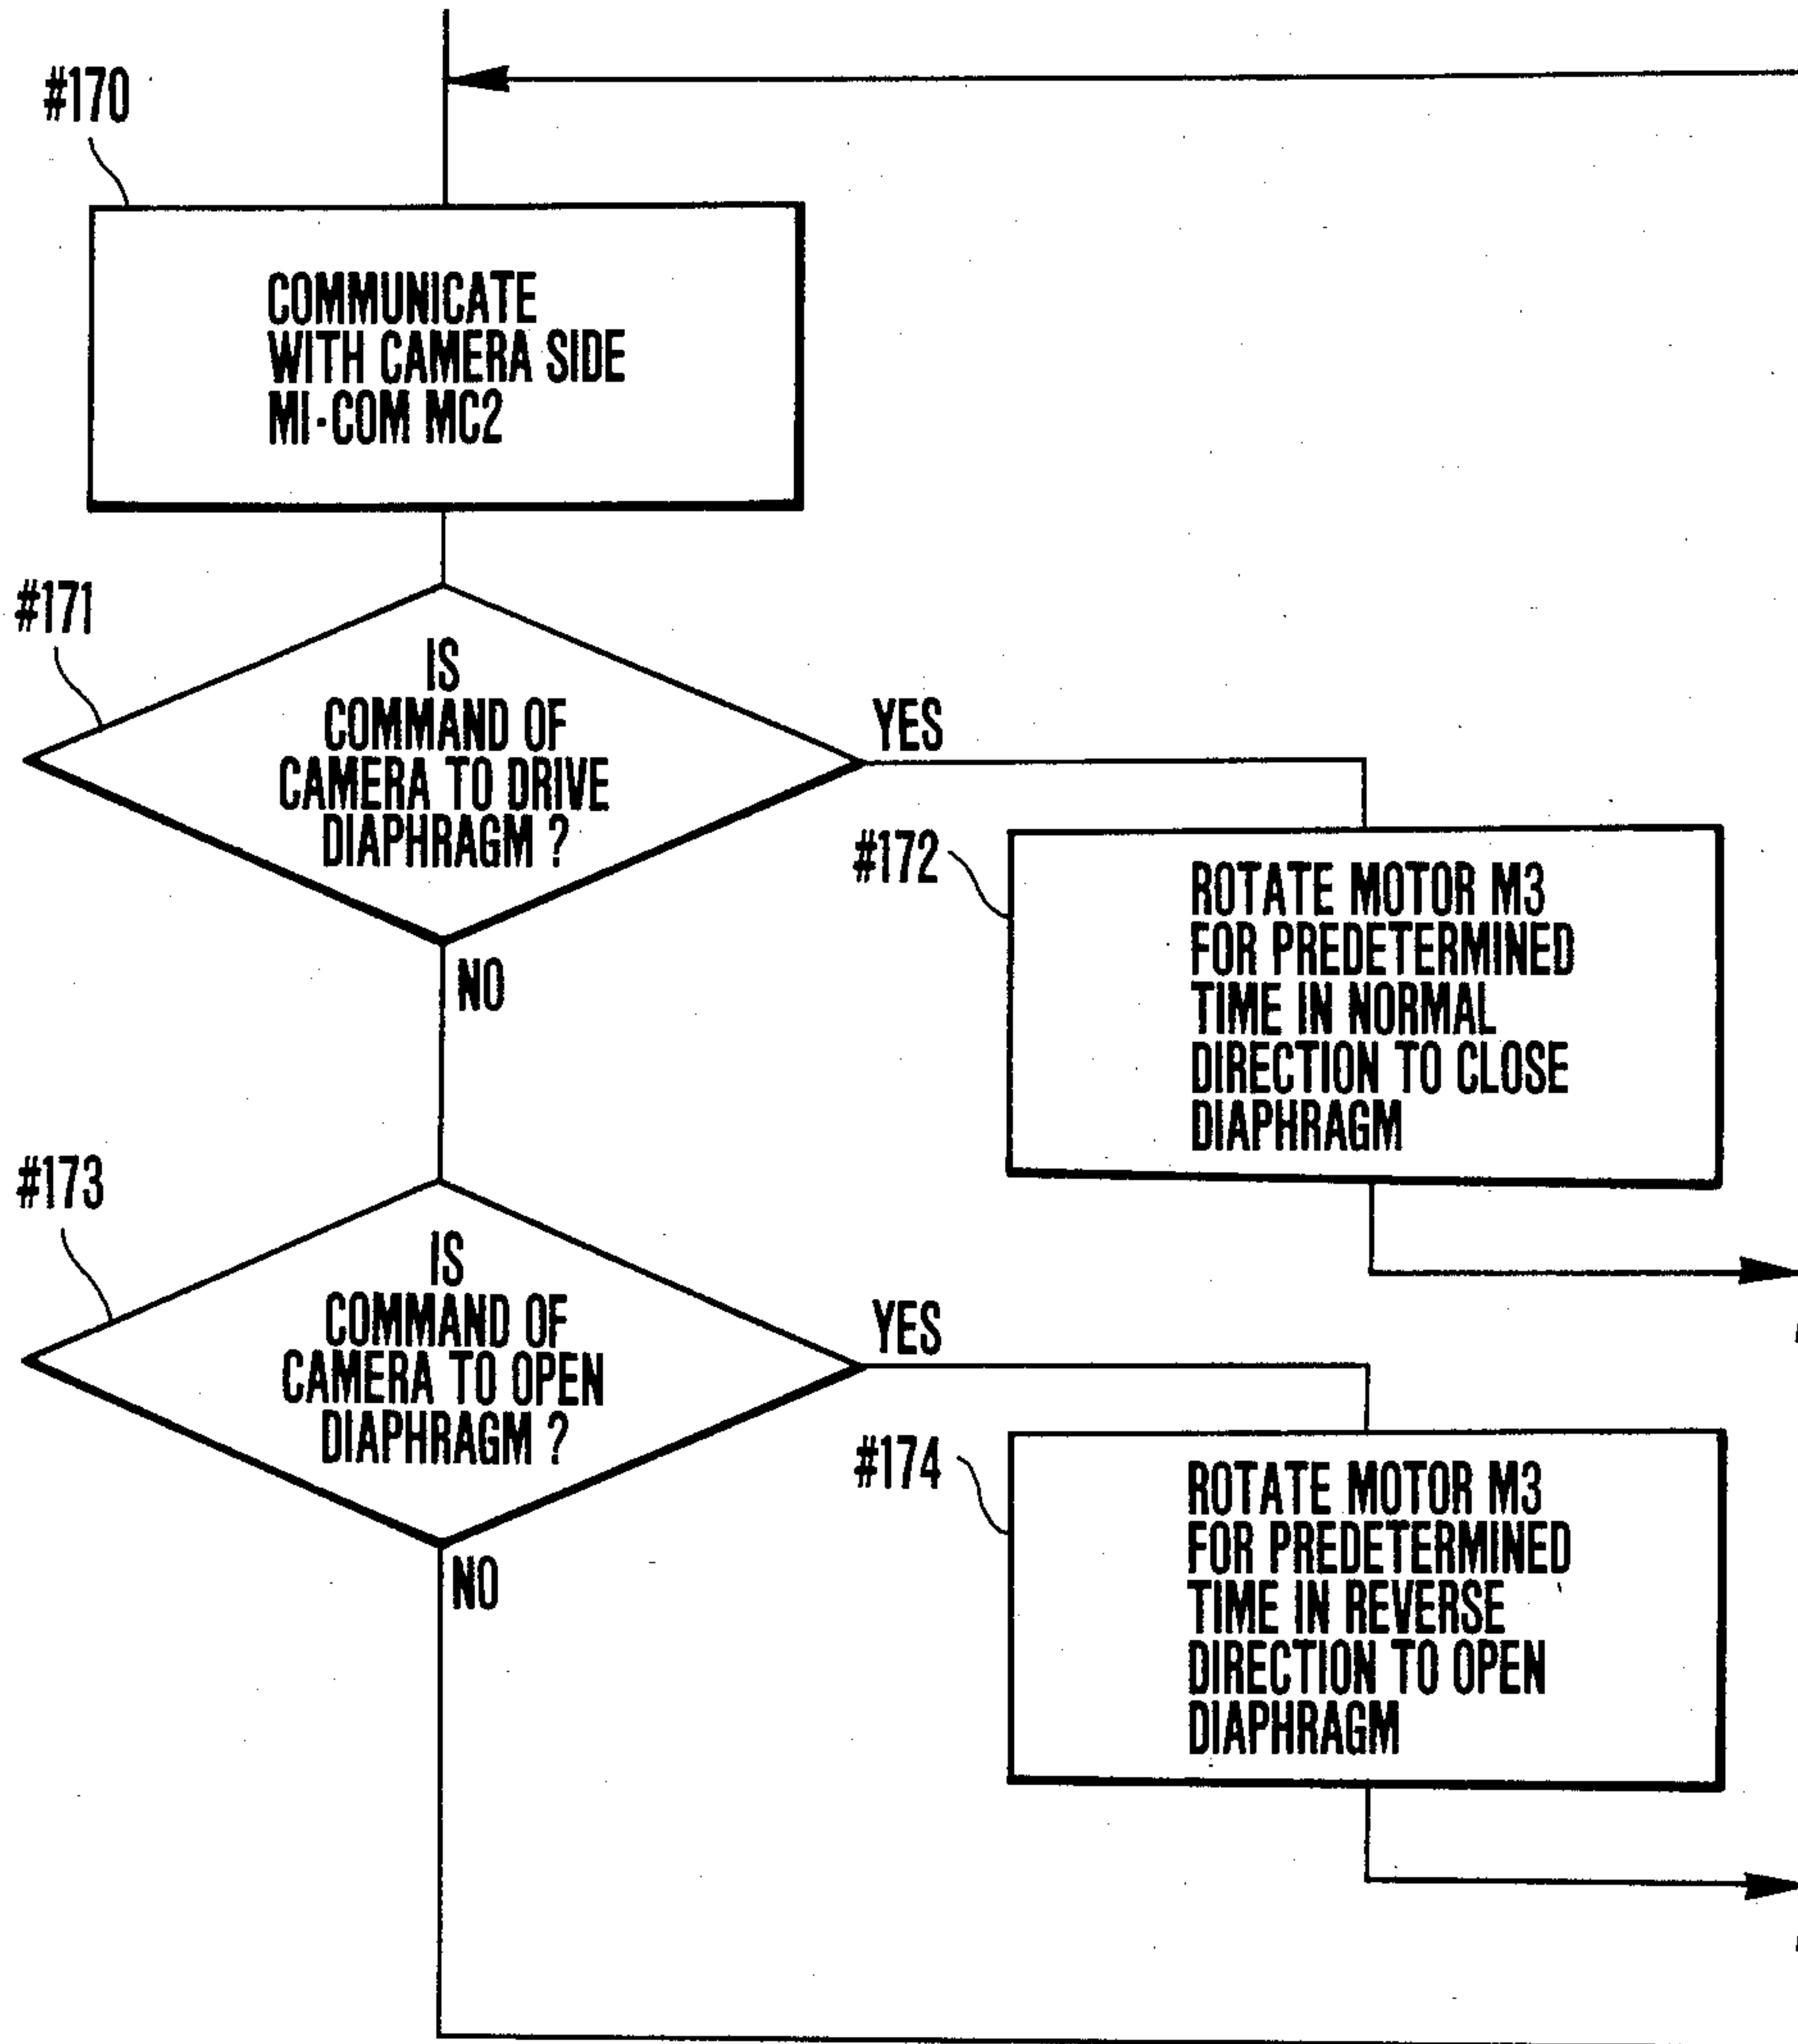 #170
COMMUNICATE
WITH CAMERA SIDE
MI-COM MC2
#171
IS
COMMAND OF
CAMERA TO DRIVE
DIAPHRAGM ?
YES
NO
#172
ROTATE MOTOR M3
FOR PREDETERMINED
TIME IN NORMAL
DIRECTION TO CLOSE
DIAPHRAGM
#173
IS
COMMAND OF
CAMERA TO OPEN
DIAPHRAGM ?
YES
NO
#174
ROTATE MOTOR M3
FOR PREDETERMINED
TIME IN REVERSE
DIRECTION TO OPEN
DIAPHRAGM